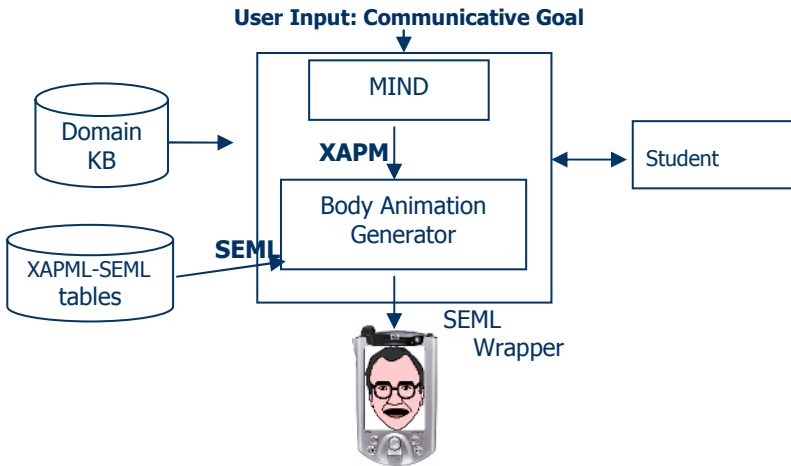 User Input: Communicative Goal
MIND
Domain
KB
XAPM
Student
Body Animation
Generator
SEML
XAPML-SEML
tables
SEML
Wrapper